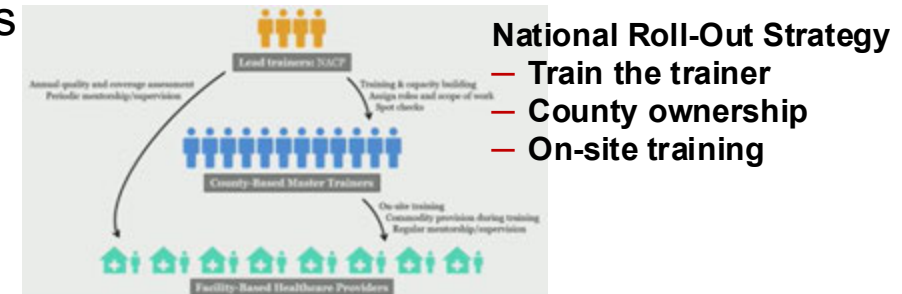 S
Lead trainers: NACP
Annual quality and coverage assessment
Periodic mentorship/supervision
Training & capacity building
Assign roles and scope of work
Spot checks
County-Based Master Trainers
On-site training
Commodity provision during training
Regular mentorship/supervision
Facility-Based Healthcare Providers
National Roll-Out Strategy
— Train the trainer
— County ownership
— On-site training